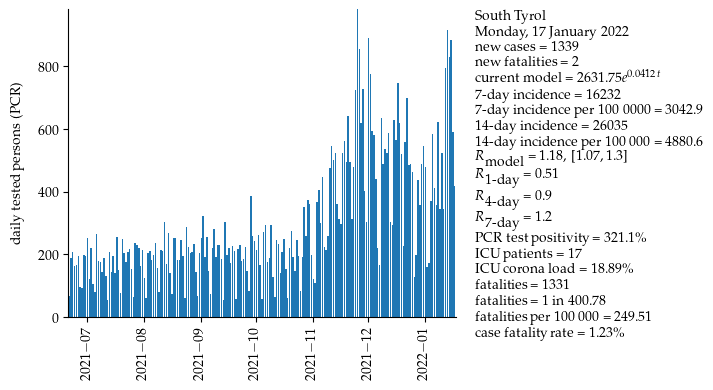 South Tyrol
Monday, 17 January 2022
new cases = 1339
new fatalities = 2
current model = 2631.75e^0.0412 t
7-day incidence = 16232
7-day incidence per 100 0000 = 3042.9
14-day incidence = 26035
14-day incidence per 100 000 = 4880.6
R_model = 1.18, [1.07, 1.3]
R_1-day = 0.51
R_4-day = 0.9
R_7-day = 1.2
PCR test positivity = 321.1%
ICU patients = 17
ICU corona load = 18.89%
fatalities = 1331
fatalities = 1 in 400.78
fatalities per 100 000 = 249.51
case fatality rate = 1.23%
daily tested persons (PCR)
800
600
400
200
0
2021−07
2021−08
2021−09
2021−10
2021−11
2021−12
2022−01